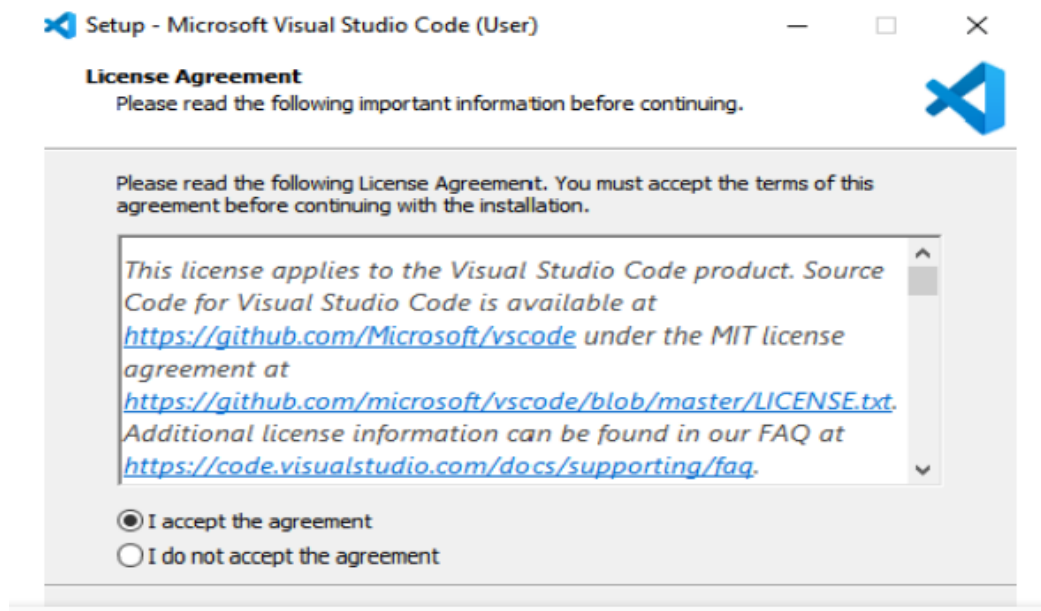 Setup - Microsoft Visual Studio Code (User)
License Agreement
Please read the following important information before continuing.
Please read the following License Agreement. You must accept the terms of this
agreement before continuing with the installation.
This license applies to the Visual Studio Code product. Source
Code for Visual Studio Code is available at
https://github.com/Microsoft/vscode under the MIT license
agreement at
https://github.com/microsoft/vscode/blob/master/LICENSE.txt.
Additional license information can be found in our FAQ at
https://code.visualstudio.com/docs/supporting/faq.
I accept the agreement
I do not accept the agreement